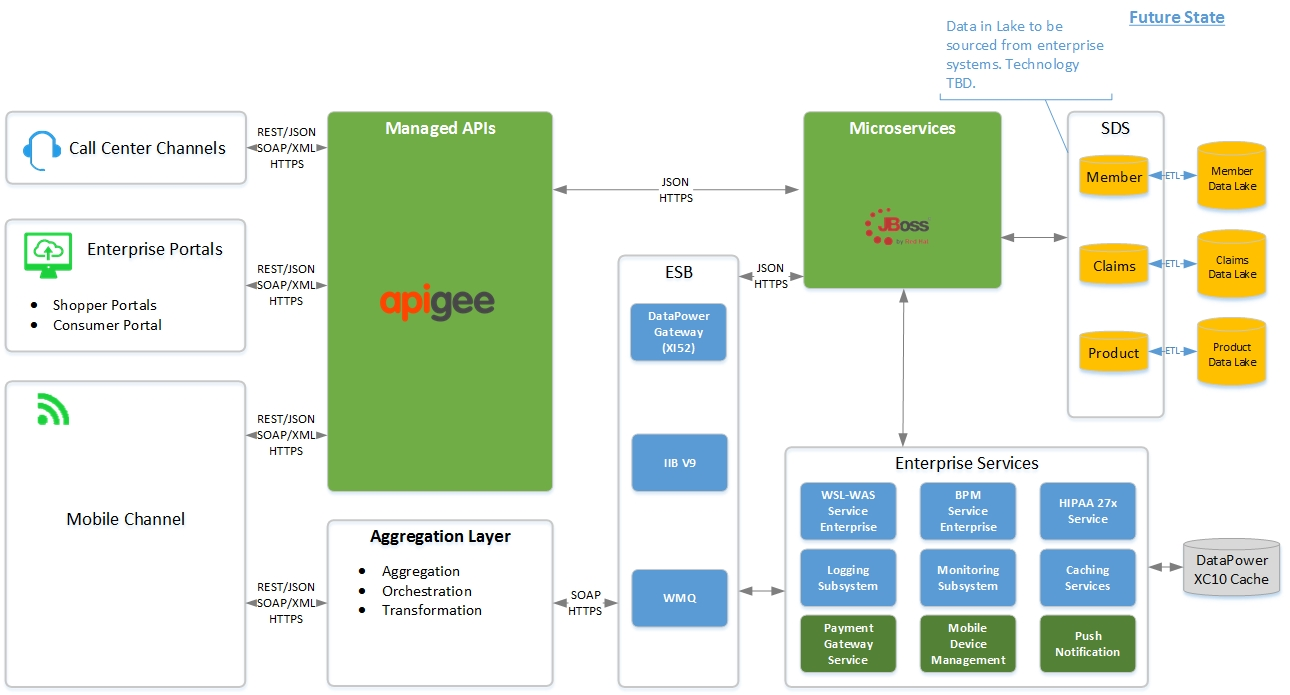 Future State
Data in Lake to be
sourced from enterprise
systems. Technology
TBD.
Call Center Channels
REST/JSON
SOAP/XML
HTTPS
Managed APIs
apigee
JSON
HTTPS
Microservices
JBoss
by Red Hat
SDS
Member
ETL
Member
Data Lake
Claims
ETL
Claims
Data Lake
Product
ETL
Product
Data Lake
Enterprise Portals
Shopper Portals
Consumer Portal
REST/JSON
SOAP/XML
HTTPS
ESB
JSON
HTTPS
DataPower
Gateway
(XI52)
IIB V9
WMQ
Mobile Channel
REST/JSON
SOAP/XML
HTTPS
REST/JSON
SOAP/XML
HTTPS
Aggregation Layer
Aggregation
Orchestration
Transformation
SOAP
HTTPS
Enterprise Services
WSL-WAS
Service
Enterprise
BPM
Service
Enterprise
HIPAA 27x
Service
Logging
Subsystem
Monitoring
Subsystem
Caching
Services
Payment
Gateway
Service
Mobile
Device
Management
Push
Notification
DataPower
XC10 Cache